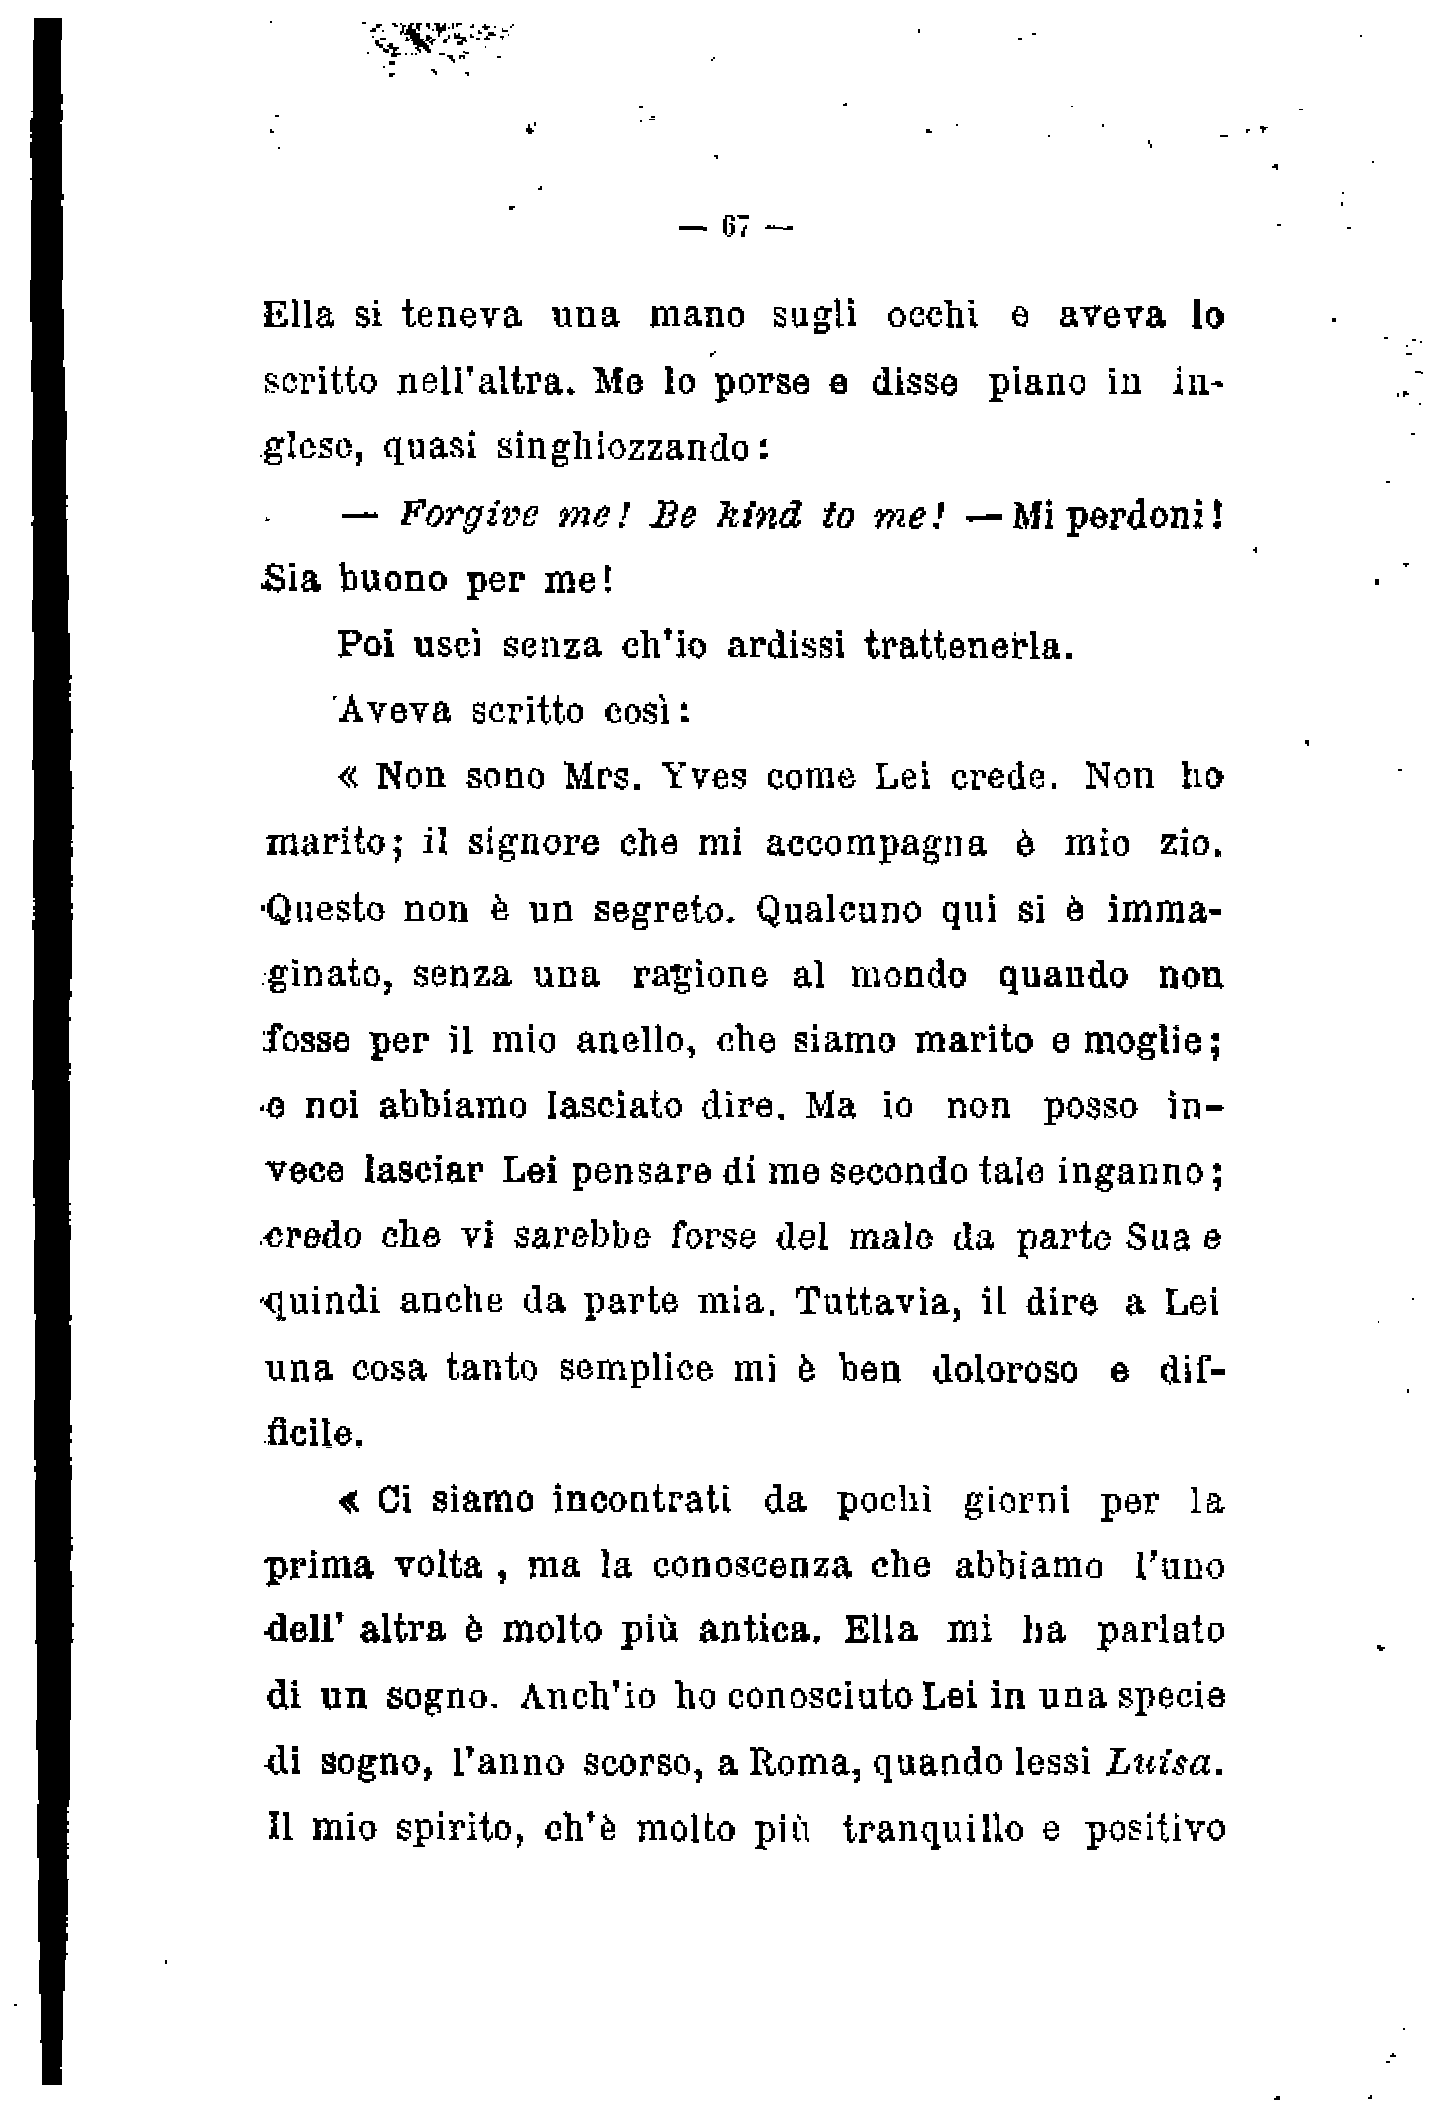 — 67 —
Ella si teneva una mano sugli occhi e aveva lo
scritto nell'altra. Me lo porse e disse piano in in-
glese, quasi singhiozzando:
— Forgive me! Be kind to me! — Mi perdoni!
Sia buono per me!
Poi uscì senza ch'io ardissi trattenerla.
Aveva scritto così:
« Non sono Mrs. Yves come Lei crede. Non ho
marito; il signore che mi accompagna è mio zio.
Questo non è un segreto. Qualcuno qui si è imma-
ginato, senza una ragione al mondo quando non
fosse per il mio anello, che siamo marito e moglie;
e noi abbiamo lasciato dire. Ma io non posso in-
vece lasciar Lei pensare di me secondo tale inganno;
credo che vi sarebbe forse del male da parte Sua e
quindi anche da parte mia. Tuttavia, il dire a Lei
una cosa tanto semplice mi è ben doloroso e dif-
ficile.
« Ci siamo incontrati da pochi giorni per la
prima volta , ma la conoscenza che abbiamo l'uno
dell' altra è molto più antica. Ella mi ha parlato
di un sogno. Anch'io ho conosciuto Lei in una specie
di sogno, l'anno scorso, a Roma, quando lessi Luisa.
Il mio spirito, ch'è molto più tranquillo e positivo